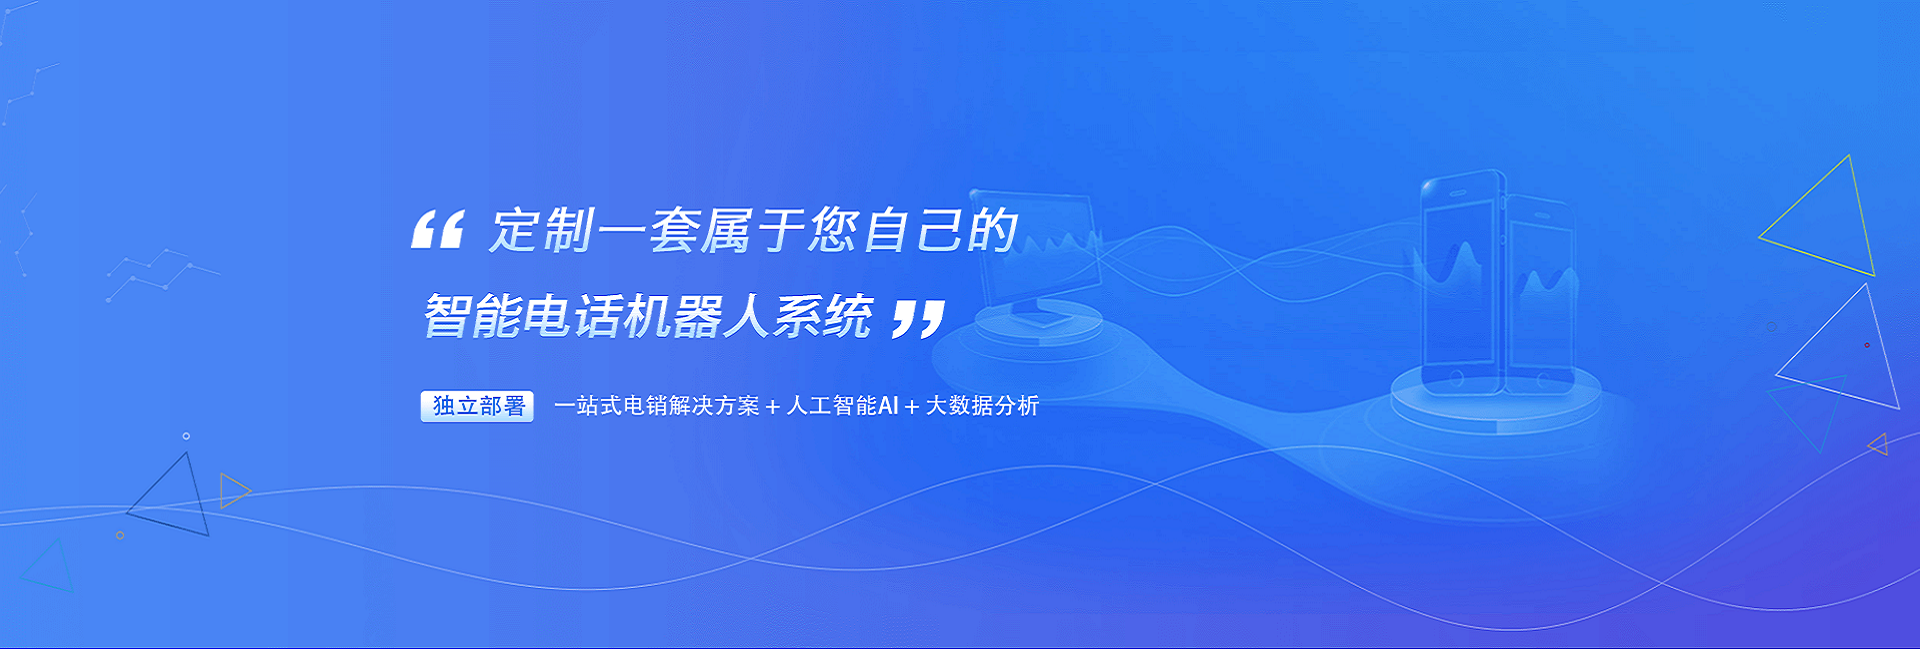 “ 定制一套属于您自己的
智能电话机器人系统 ”
独立部署 一站式电销解决方案 + 人工智能AI + 大数据分析